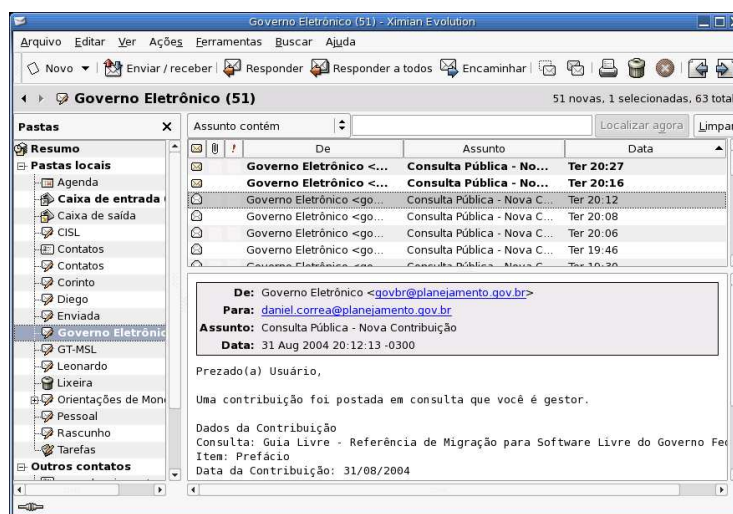 Governo Eletrônico (51) - Ximian Evolution
Arquivo Editar Ver Ações Ferramentas Buscar Ajuda
Novo Enviar / receber Responder Responder a todos Encaminhar
Governo Eletrônico (51) 51 novas, 1 selecionadas, 63 total
Pastas X Assunto contém Localizar agora Limpar
Resumo
Pastas locais
Agenda
Caixa de entrada
Caixa de saída
CISL
Contatos
Contatos
Corinto
Diego
Enviada
Governo Eletrônic
GT-MSL
Leonardo
Lixeira
Orientações de Mon
Pessoal
Rascunho
Tarefas
Outros contatos
! De Assunto Data
Governo Eletrônico <... Consulta Pública - No... Ter 20:27
Governo Eletrônico <... Consulta Pública - No... Ter 20:16
Governo Eletrônico <go... Consulta Pública - Nova C... Ter 20:12
Governo Eletrônico <go... Consulta Pública - Nova C... Ter 20:08
Governo Eletrônico <go... Consulta Pública - Nova C... Ter 20:06
Governo Eletrônico <go... Consulta Pública - Nova C... Ter 19:46
De: Governo Eletrônico <govbr@planejamento.gov.br>
Para: daniel.correa@planejamento.gov.br
Assunto: Consulta Pública - Nova Contribuição
Data: 31 Aug 2004 20:12:13 -0300
Prezado(a) Usuário,
Uma contribuição foi postada em consulta que você é gestor.
Dados da Contribuição
Consulta: Guia Livre - Referência de Migração para Software Livre do Governo Fed
Item: Prefácio
Data da Contribuição: 31/08/2004